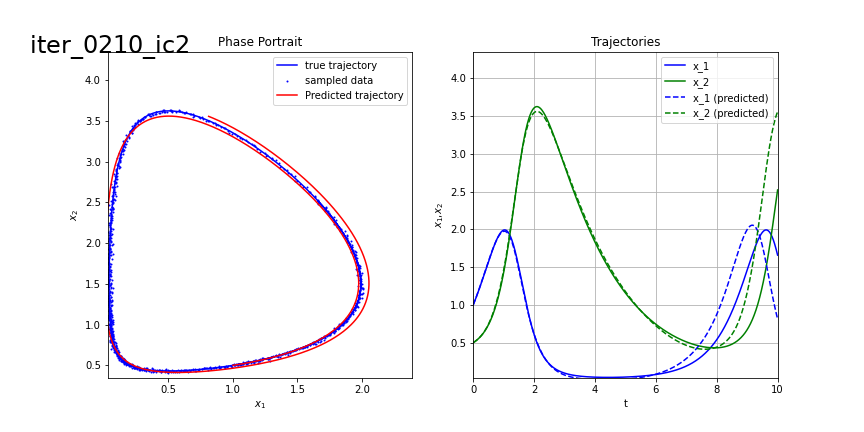 iter_0210_ic2
Phase Portrait
true trajectory
sampled data
Predicted trajectory
4.0
3.5
3.0
2.5
2.0
1.5
1.0
0.5
x_2
0.5 1.0 1.5 2.0
x_1
Trajectories
x_1
x_2
x_1 (predicted)
x_2 (predicted)
4.0
3.5
3.0
2.5
2.0
1.5
1.0
0.5
x_1,x_2
0 2 4 6 8 10
t